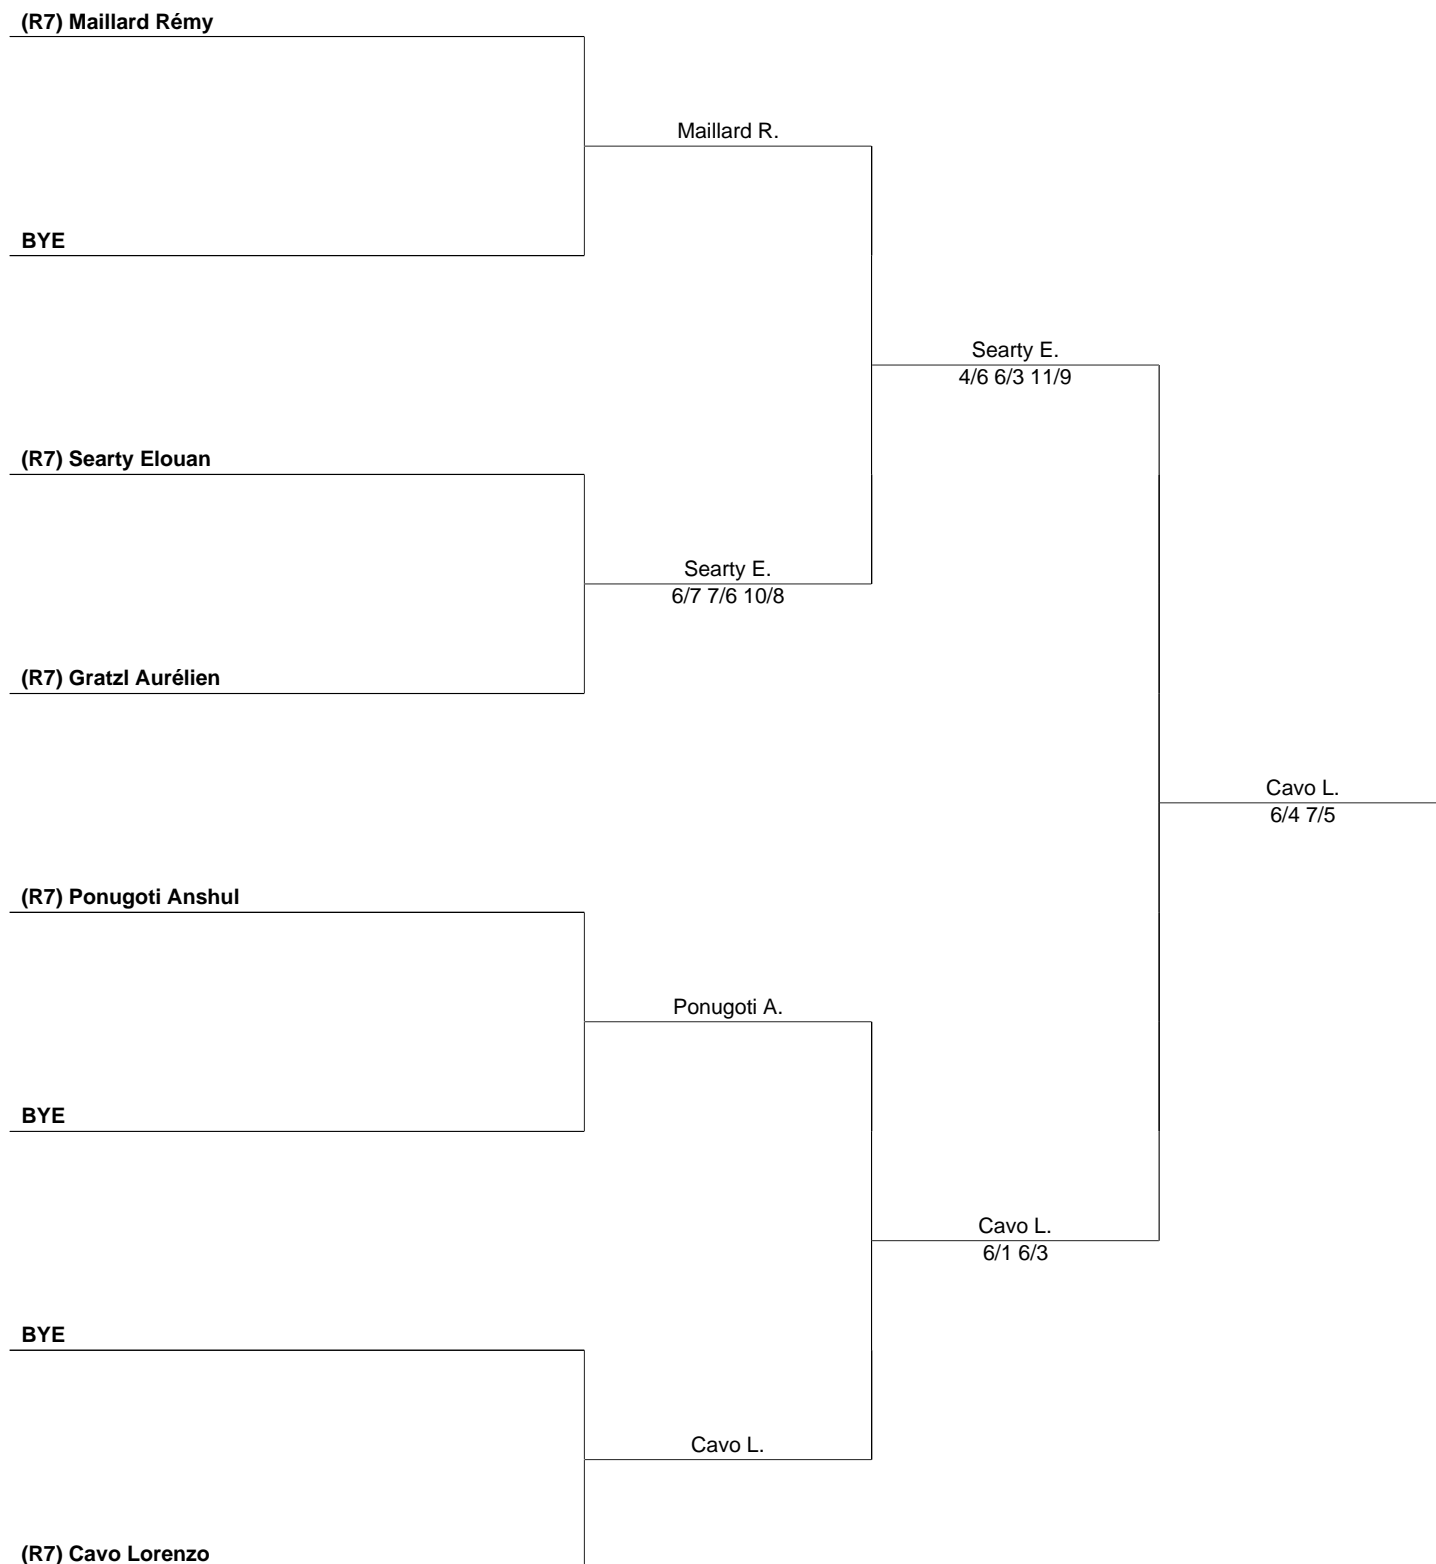 (R7) Maillard Rémy
Maillard R.
BYE
Searty E.
4/6 6/3 11/9
(R7) Searty Elouan
Searty E.
6/7 7/6 10/8
(R7) Gratzl Aurélien
Cavo L.
6/4 7/5
(R7) Ponugoti Anshul
Ponugoti A.
BYE
Cavo L.
6/1 6/3
BYE
Cavo L.
(R7) Cavo Lorenzo